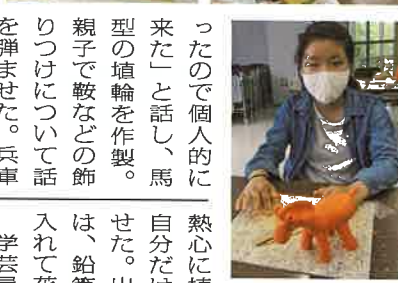 ったので個人的に
来た」と話し、馬
型の埴輪を作製。
親子で鞍などの飾
りつけについて話
を弾ませた。兵庫
熱心に埴
自分だけ
せた。出
は、鉛筆
入れて
学芸員